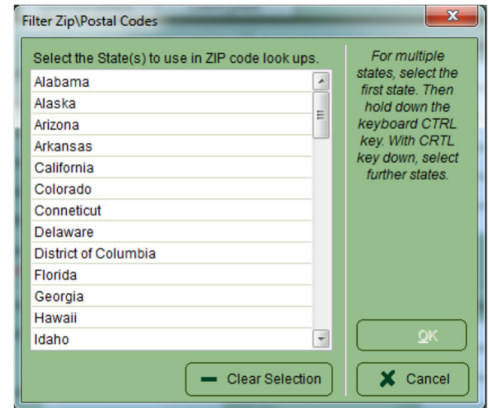 Filter Zip\Postal Codes
Select the State(s) to use in ZIP code look ups.
Alabama
Alaska
Arizona
Arkansas
California
Colorado
Conneticut
Delaware
District of Columbia
Florida
Georgia
Hawaii
Idaho
For multiple
states, select the
first state. Then
hold down the
keyboard CTRL
key. With CRTL
key down, select
further states.
OK
Clear Selection
Cancel